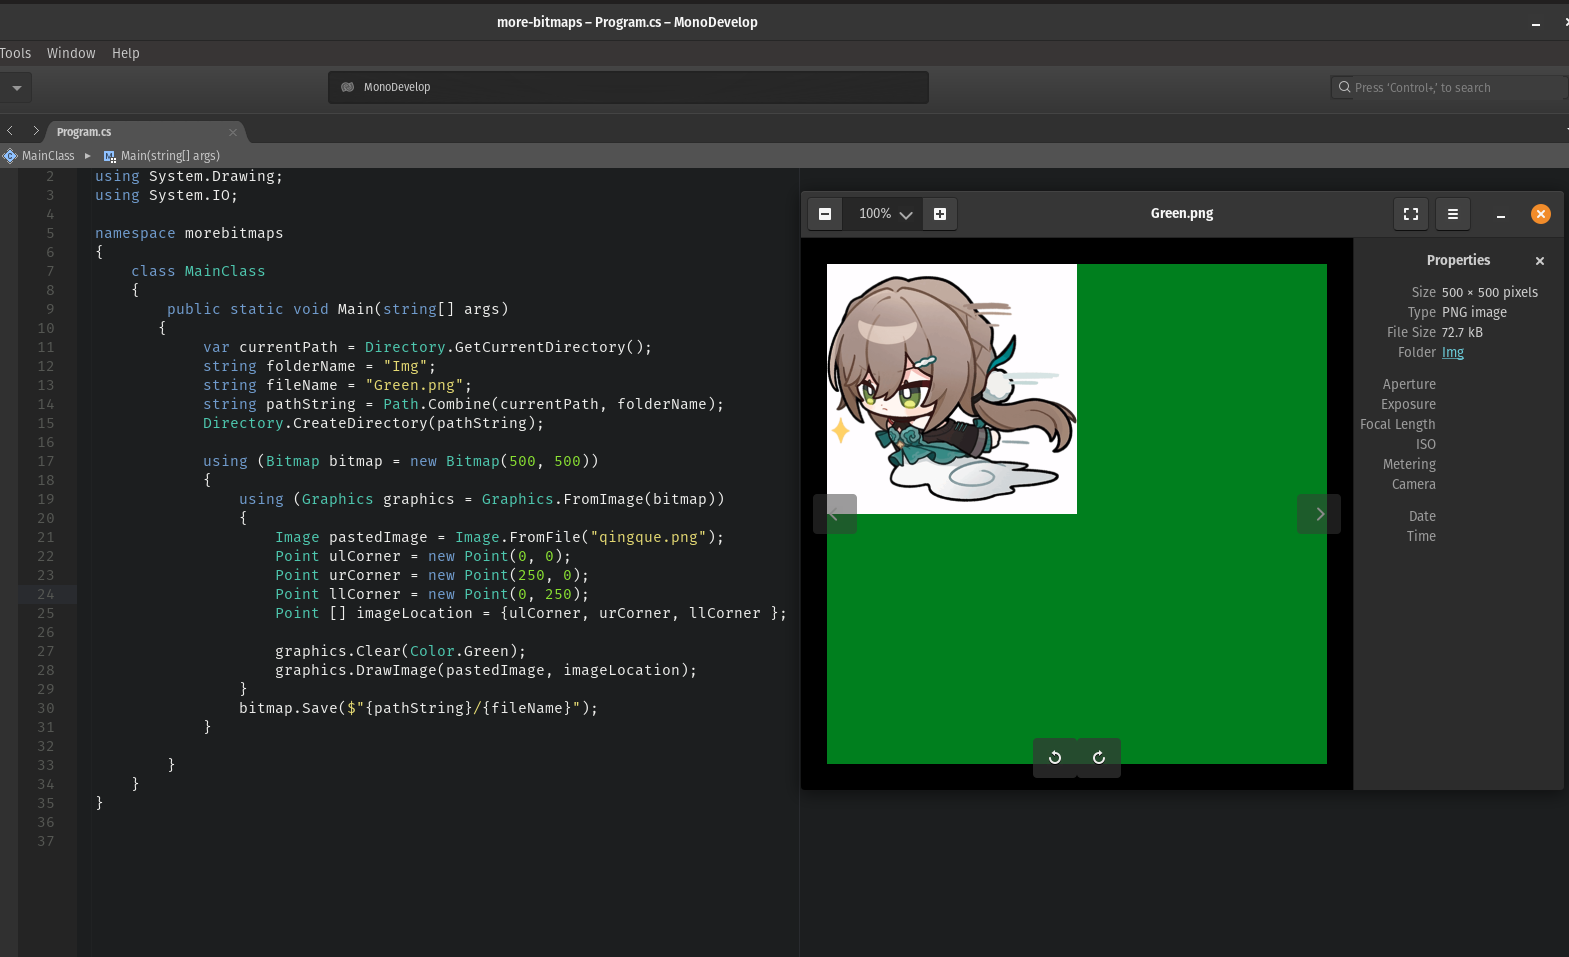 more-bitmaps – Program.cs – MonoDevelop
Tools Window Help
MonoDevelop
Press 'Control+,' to search
Program.cs
MainClass ▸ Main(string[] args)
2 using System.Drawing;
3 using System.IO;
4
5 namespace morebitmaps
6 {
7 class MainClass
8 {
9 public static void Main(string[] args)
10 {
11 var currentPath = Directory.GetCurrentDirectory();
12 string folderName = "Img";
13 string fileName = "Green.png";
14 string pathString = Path.Combine(currentPath, folderName);
15 Directory.CreateDirectory(pathString);
16
17 using (Bitmap bitmap = new Bitmap(500, 500))
18 {
19 using (Graphics graphics = Graphics.FromImage(bitmap))
20 {
21 Image pastedImage = Image.FromFile("qingque.png");
22 Point ulCorner = new Point(0, 0);
23 Point urCorner = new Point(250, 0);
24 Point llCorner = new Point(0, 250);
25 Point [] imageLocation = {ulCorner, urCorner, llCorner };
26
27 graphics.Clear(Color.Green);
28 graphics.DrawImage(pastedImage, imageLocation);
29 }
30 bitmap.Save($"{pathString}/{fileName}");
31 }
32
33 }
34 }
35 }
36
37
100%
Green.png
Properties
Size 500 × 500 pixels
Type PNG image
File Size 72.7 kB
Folder Img
Aperture
Exposure
Focal Length
ISO
Metering
Camera
Date
Time